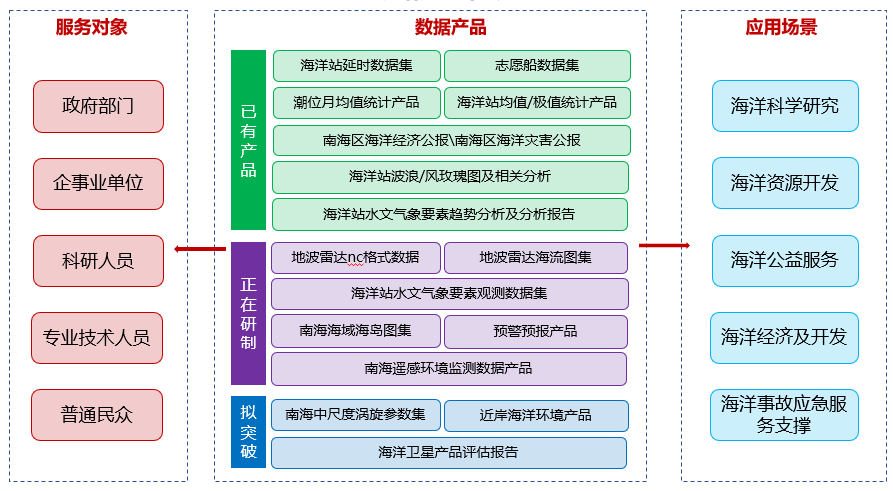 服务对象
政府部门
企事业单位
科研人员
专业技术人员
普通民众
数据产品
已有产品
海洋站延时数据集
志愿船数据集
潮位月均值统计产品
海洋站均值/极值统计产品
南海区海洋经济公报\南海区海洋灾害公报
海洋站波浪/风玫瑰图及相关分析
海洋站水文气象要素趋势分析及分析报告
正在研制
地波雷达nc格式数据
地波雷达海流图集
海洋站水文气象要素观测数据集
南海海域海岛图集
预警预报产品
南海遥感环境监测数据产品
拟突破
南海中尺度涡旋参数集
近岸海洋环境产品
海洋卫星产品评估报告
应用场景
海洋科学研究
海洋资源开发
海洋公益服务
海洋经济及开发
海洋事故应急服
务支撑